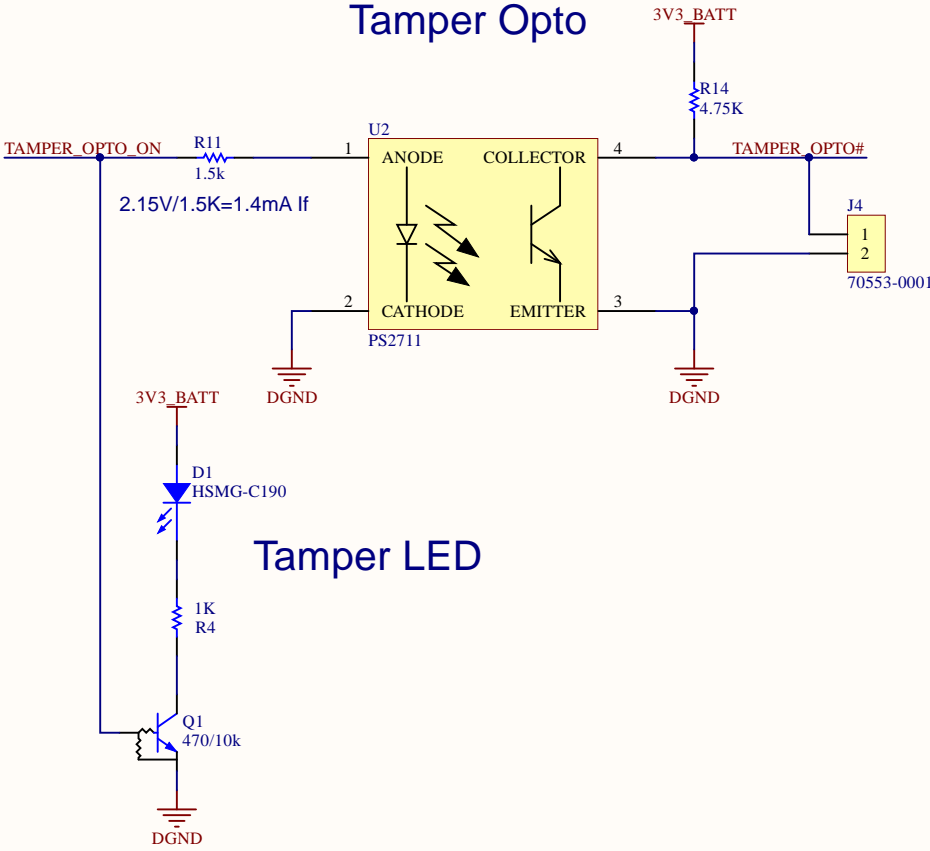 Tamper Opto
3V3_BATT
R14
4.75K
U2
TAMPER_OPTO_ON
R11
1.5k
1
ANODE
COLLECTOR
4
TAMPER_OPTO#
2.15V/1.5K=1.4mA If
J4
1
2
70553-0001
2
CATHODE
EMITTER
3
PS2711
DGND
DGND
3V3_BATT
D1
HSMG-C190
Tamper LED
1K
R4
Q1
470/10k
DGND